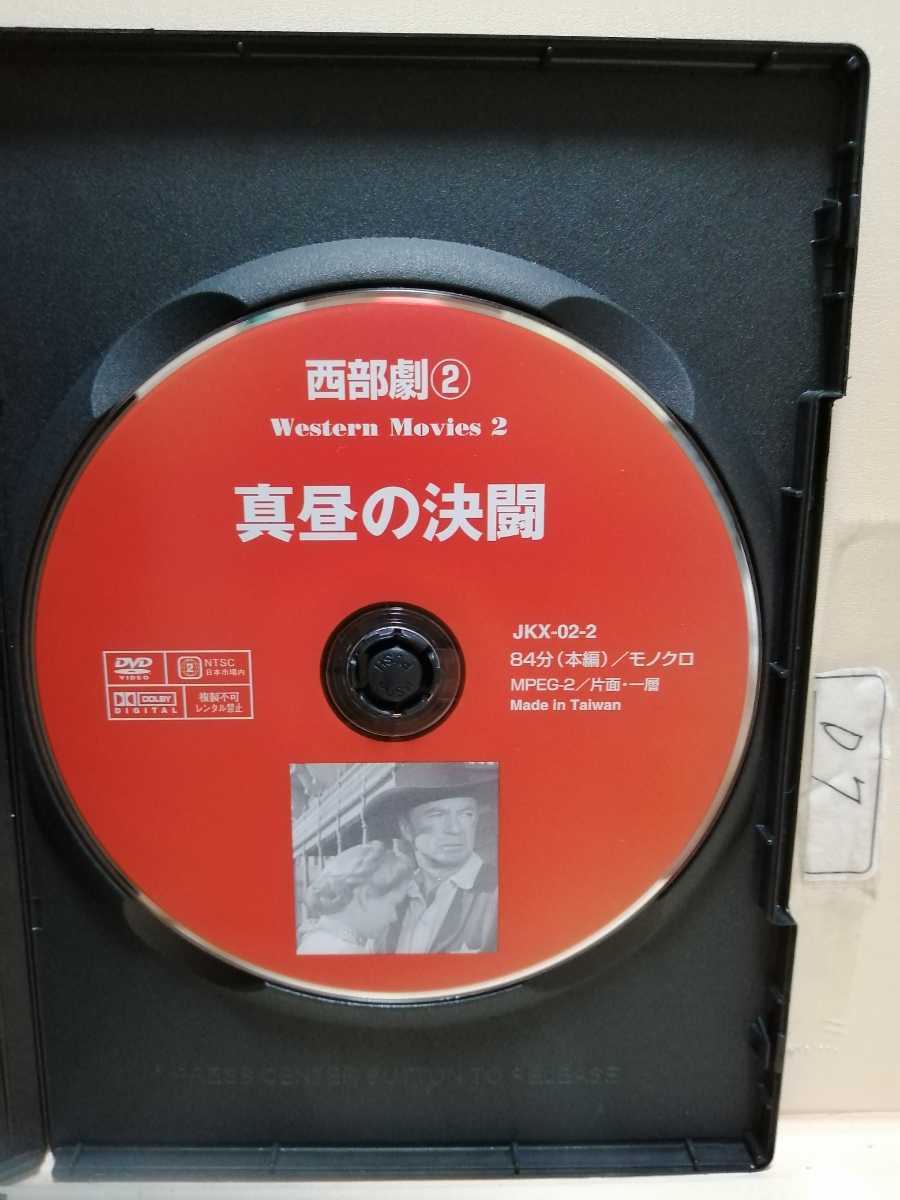 西部劇②
Western Movies 2
真昼の決闘
JKX-02-2
84分(本編)/モノクロ
MPEG-2/片面・一層
Made in Taiwan
DVD
VIDEO
2 NTSC
日本市場内
DOLBY
DIGITAL
複製不可
レンタル禁止
PUSH
PRESS CENTER BUTTON TO RELEASE